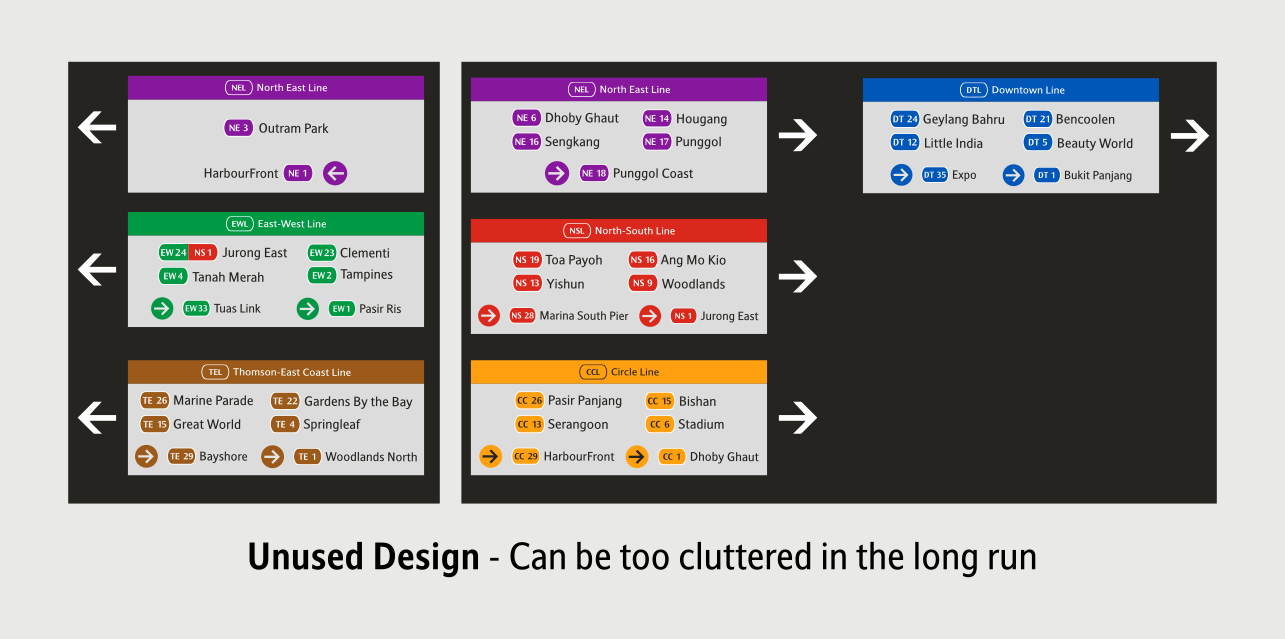 NEL North East Line
NE 3 Outram Park
HarbourFront NE 1
EWL East-West Line
EW 24 NS 1 Jurong East EW 23 Clementi
EW 4 Tanah Merah EW 2 Tampines
EW 33 Tuas Link EW 1 Pasir Ris
TEL Thomson-East Coast Line
TE 26 Marine Parade TE 22 Gardens By the Bay
TE 15 Great World TE 4 Springleaf
TE 29 Bayshore TE 1 Woodlands North
NEL North East Line
NE 6 Dhoby Ghaut NE 14 Hougang
NE 16 Sengkang NE 17 Punggol
NE 18 Punggol Coast
NSL North-South Line
NS 19 Toa Payoh NS 16 Ang Mo Kio
NS 13 Yishun NS 9 Woodlands
NS 28 Marina South Pier NS 1 Jurong East
CCL Circle Line
CC 26 Pasir Panjang CC 15 Bishan
CC 13 Serangoon CC 6 Stadium
CC 29 HarbourFront CC 1 Dhoby Ghaut
DTL Downtown Line
DT 24 Geylang Bahru DT 21 Bencoolen
DT 12 Little India DT 5 Beauty World
DT 35 Expo DT 1 Bukit Panjang
Unused Design - Can be too cluttered in the long run